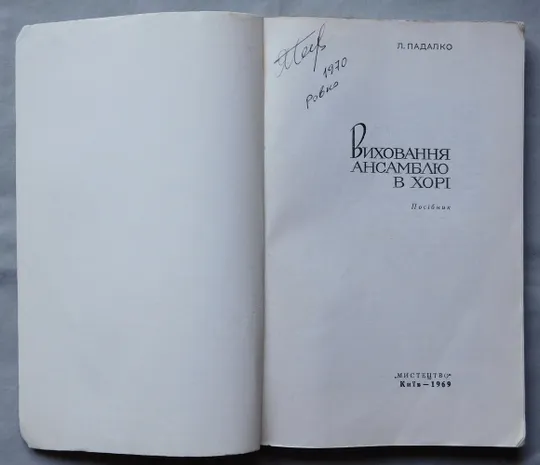 Л. ПАДАЛКО
1970
Ровно
ВИХОВАННЯ
АНСАМБЛЮ
В ХОРІ
Посібник
„МИСТЕЦТВО"
Київ — 1969